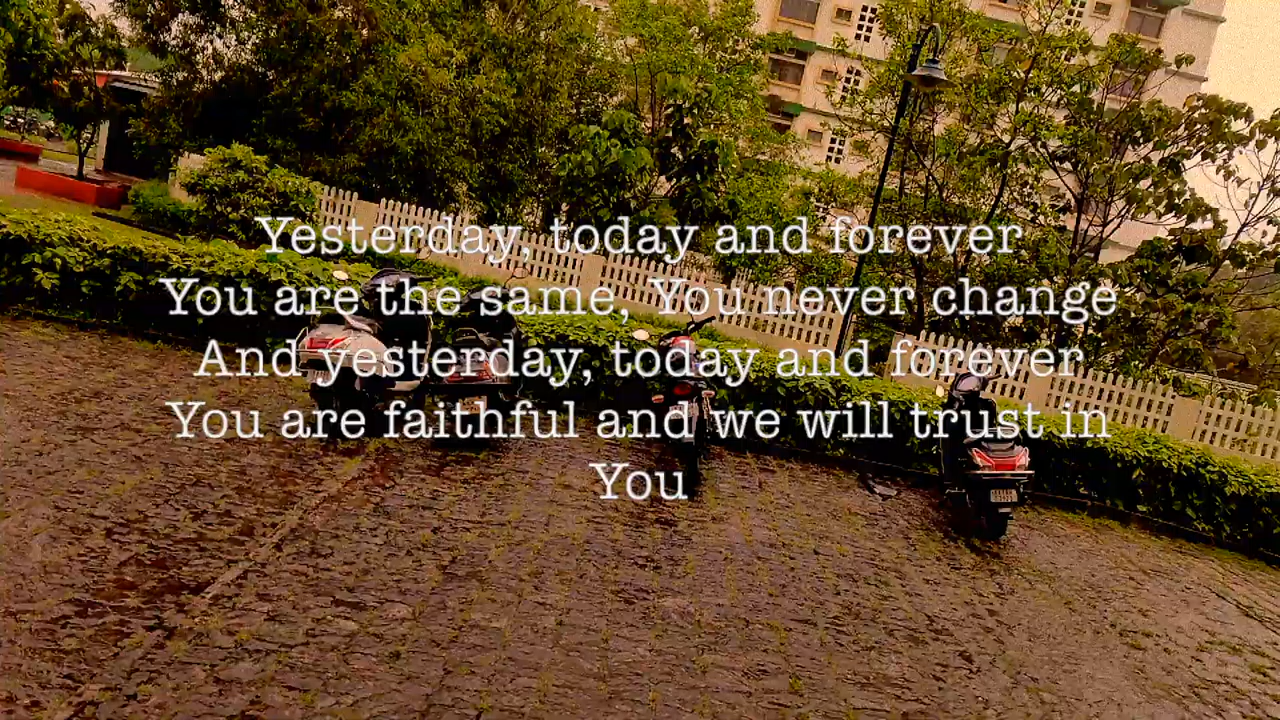 Yesterday, today and forever
You are the same, You never change
And yesterday, today and forever
You are faithful and we will trust in
You